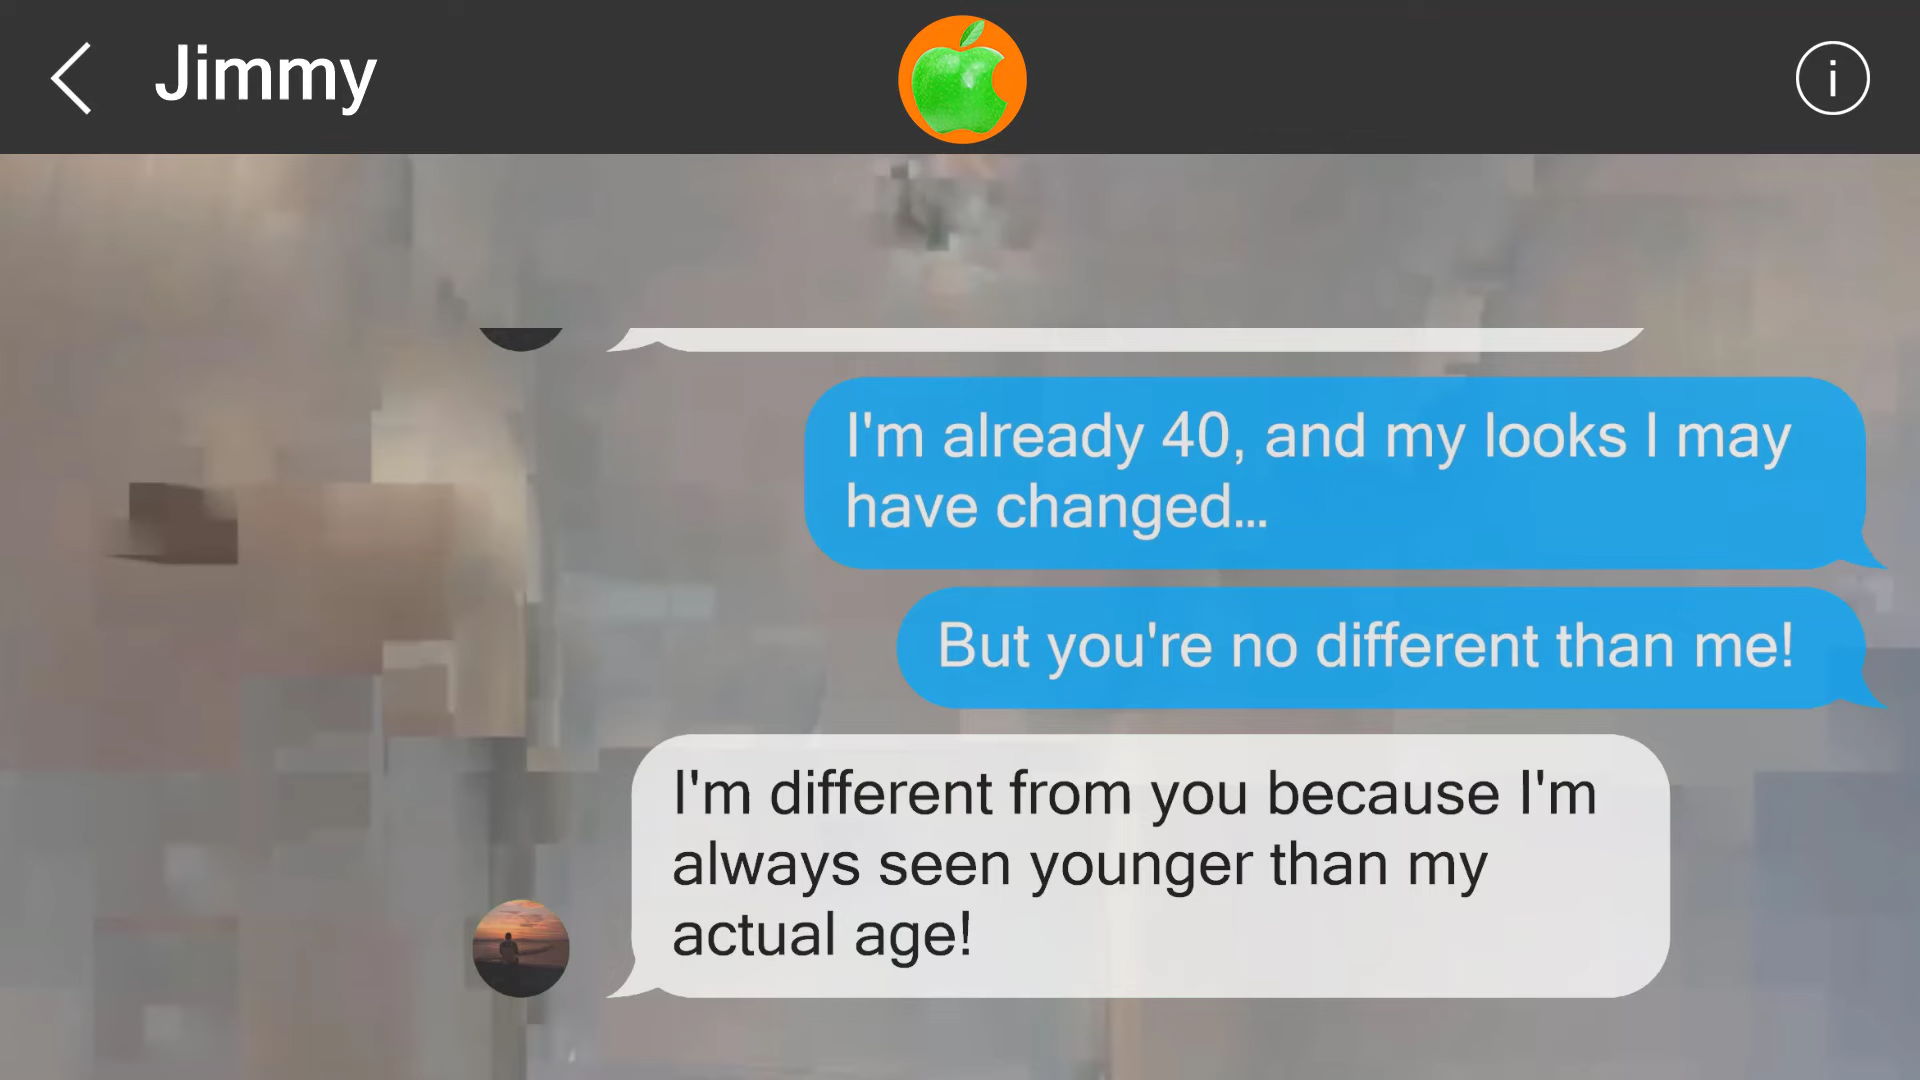 Jimmy
i
I'm already 40, and my looks I may
have changed...
But you're no different than me!
I'm different from you because I'm
always seen younger than my
actual age!